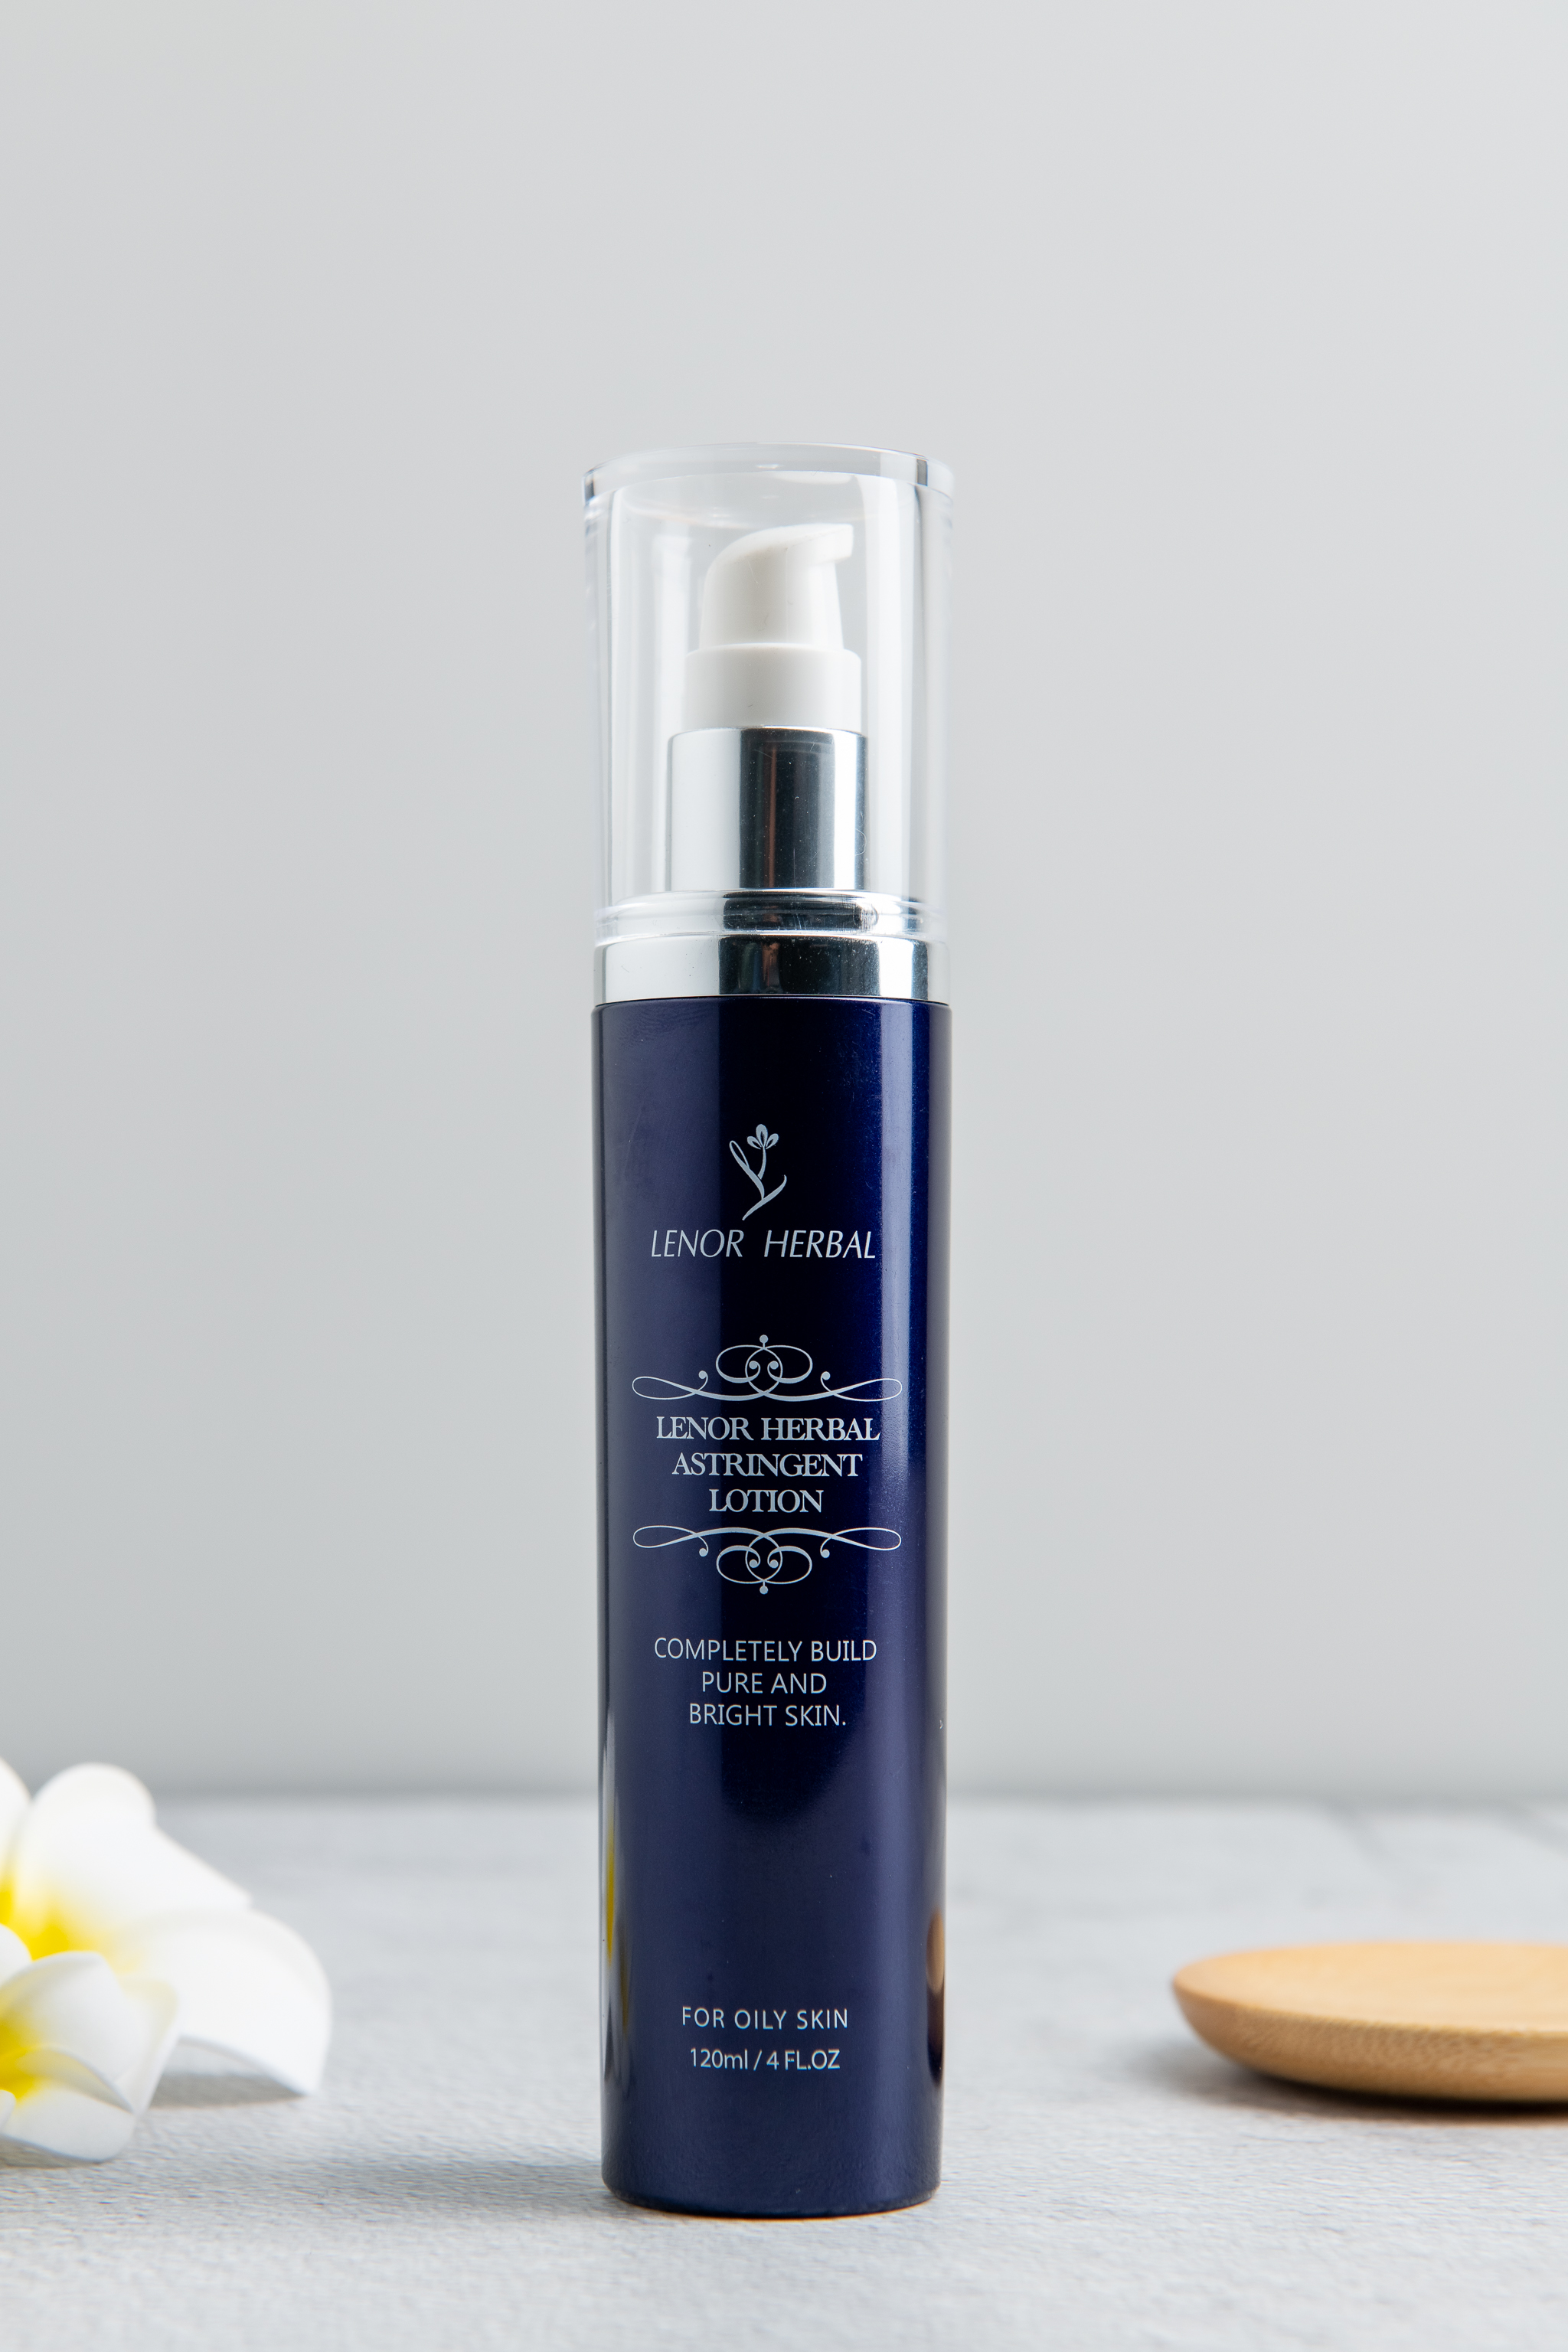 LENOR HERBAL
LENOR HERBAL
ASTRINGENT
LOTION
COMPLETELY BUILD
PURE AND
BRIGHT SKIN.
FOR OILY SKIN
120ml / 4 FL.OZ